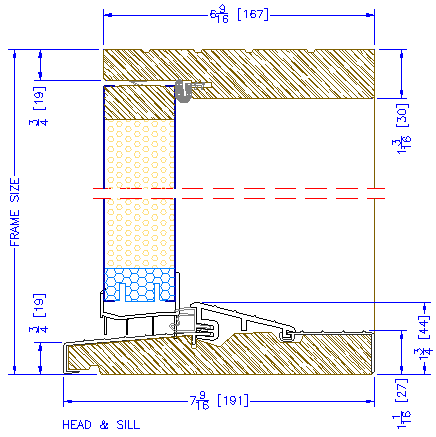 6 9/16 [167]
3/4 [19]
1 3/16 [30]
FRAME SIZE
3/4 [19]
1 3/4 [44]
1 1/16 [27]
7 9/16 [191]
HEAD & SILL